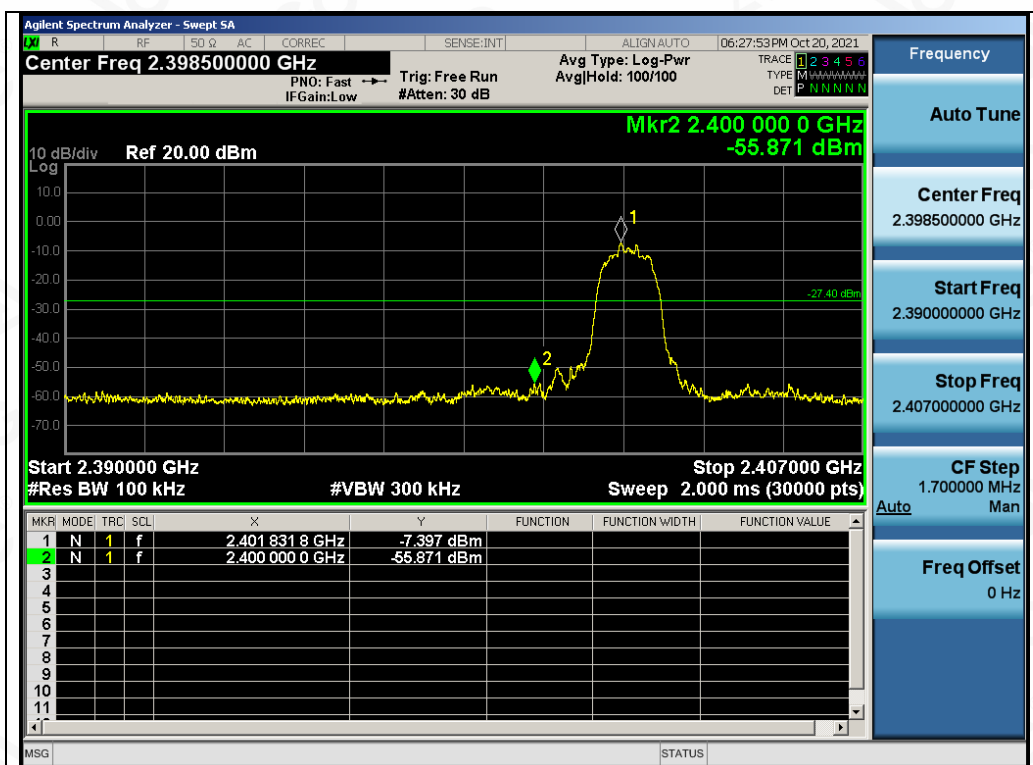 Agilent Spectrum Analyzer - Swept SA
LXI R RF 50 Ω AC CORREC SENSE:INT ALIGN AUTO 06:27:53 PM Oct 20, 2021
Center Freq 2.398500000 GHz
PNO: Fast
IFGain:Low
Trig: Free Run
#Atten: 30 dB
Avg Type: Log-Pwr
Avg|Hold: 100/100
TRACE 1 2 3 4 5 6
TYPE M WWWWW
DET P N N N N N
Mkr2 2.400 000 0 GHz
-55.871 dBm
10 dB/div Ref 20.00 dBm
Log
10.0
0.00
-10.0
-20.0
-30.0
-40.0
-50.0
-60.0
-70.0
1
-27.40 dBm
2
Start 2.390000 GHz Stop 2.407000 GHz
#Res BW 100 kHz #VBW 300 kHz Sweep 2.000 ms (30000 pts)
MKR MODE TRC SCL X Y FUNCTION FUNCTION WIDTH FUNCTION VALUE
1 N 1 f 2.401 831 8 GHz -7.397 dBm
2 N 1 f 2.400 000 0 GHz -55.871 dBm
3
4
5
6
7
8
9
10
11
MSG STATUS
Frequency
Auto Tune
Center Freq
2.398500000 GHz
Start Freq
2.390000000 GHz
Stop Freq
2.407000000 GHz
CF Step
1.700000 MHz
Auto Man
Freq Offset
0 Hz